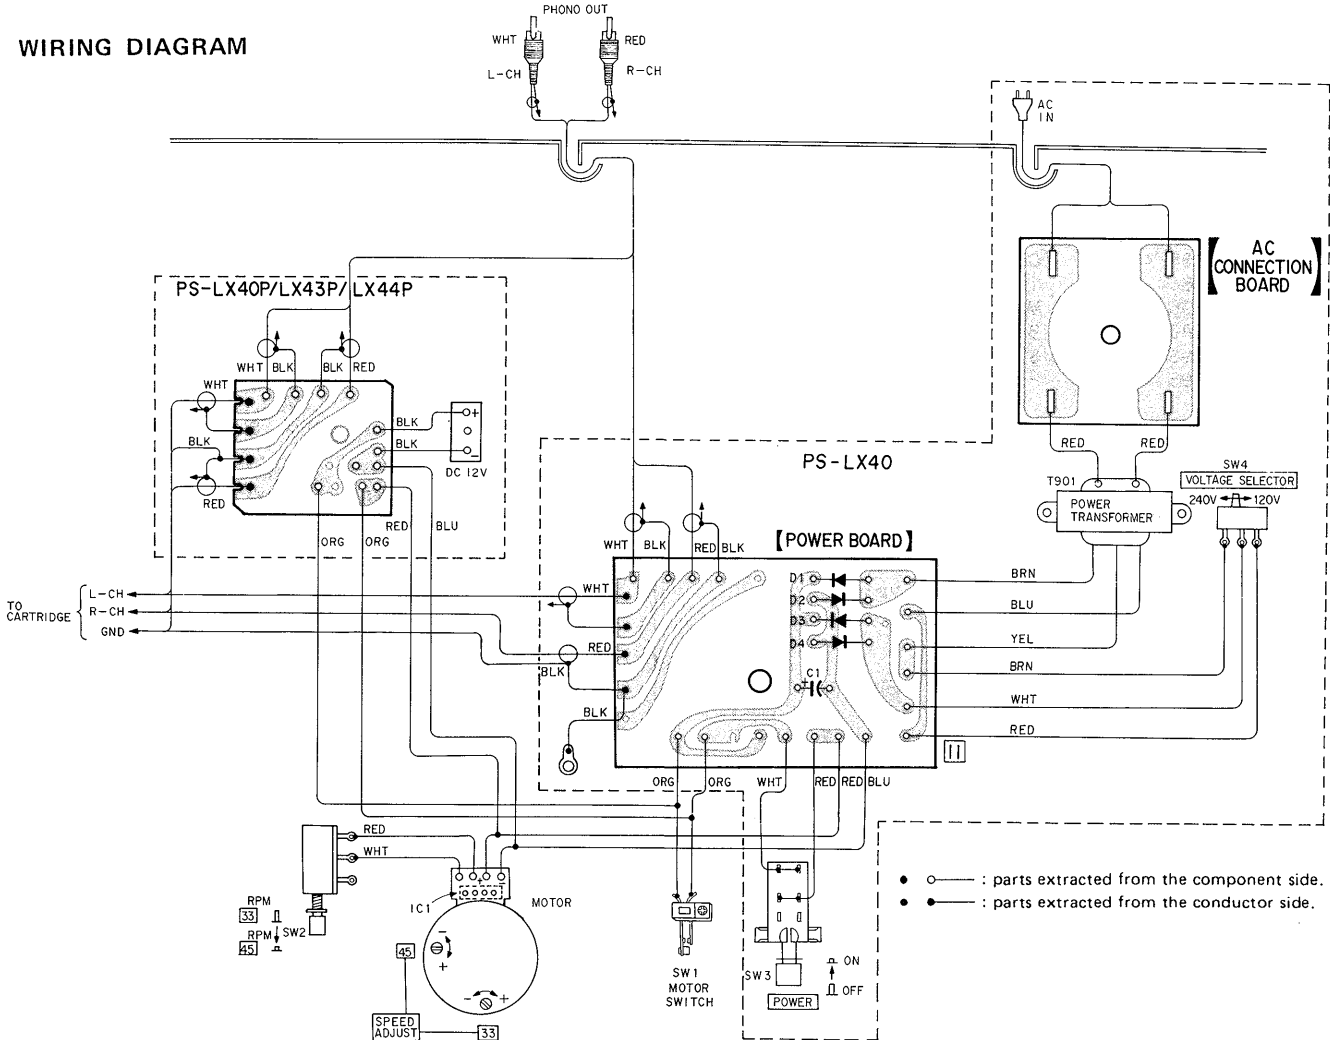 WIRING DIAGRAM
PHONO OUT
WHT
RED
L-CH
R-CH
AC
IN
AC
CONNECTION
BOARD
PS-LX40P/LX43P/LX44P
WHT BLK BLK RED
WHT
BLK
RED
BLK
BLK
+
-
DC 12V
RED BLU
ORG ORG
RED RED
T901
POWER
TRANSFORMER
SW4
VOLTAGE SELECTOR
240V 120V
PS-LX40
【POWER BOARD】
WHT BLK RED BLK
WHT
RED
BLK
BLK
D1
D2
D3
D4
+
C1
BRN
BLU
YEL
BRN
WHT
RED
11
TO
CARTRIDGE
L-CH
R-CH
GND
ORG ORG WHT RED RED BLU
RED
WHT
+ -
IC1
MOTOR
RPM
33
RPM
45
SW2
45
-
+
- +
SPEED
ADJUST
33
SW1
MOTOR
SWITCH
SW3
POWER
ON
OFF
: parts extracted from the component side.
: parts extracted from the conductor side.